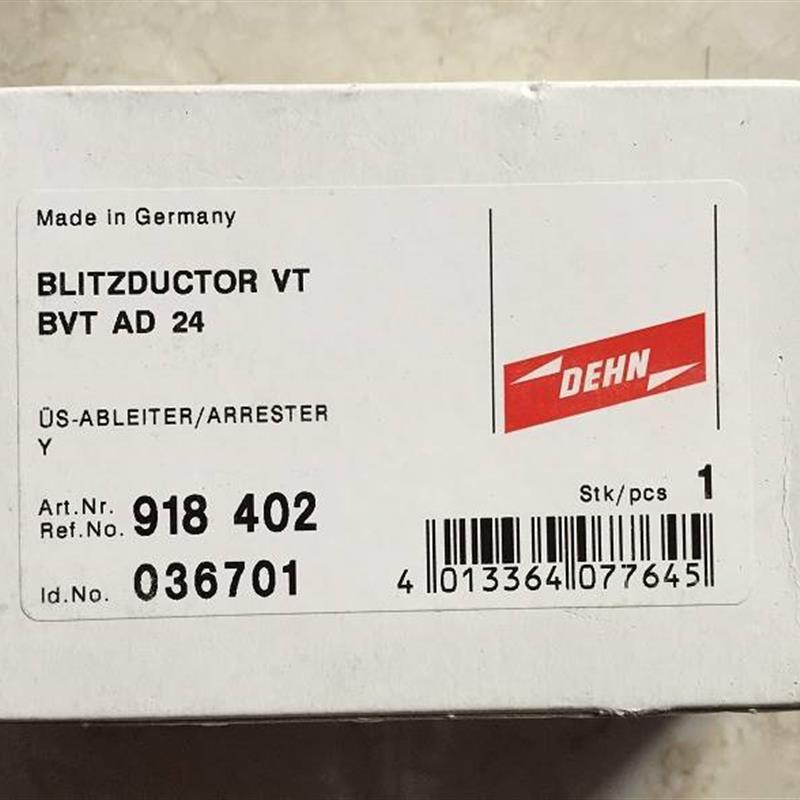 Made in Germany
BLITZDUCTOR VT
BVT AD 24
DEHN
ÜS-ABLEITER/ARRESTER
Y
Stk/pcs 1
Art.Nr.
Ref.No. 918 402
Id.No. 036701
4 013364 077645